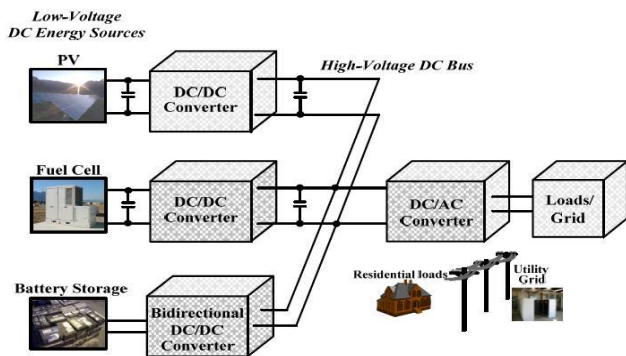 Low-Voltage
DC Energy Sources
PV
DC/DC
Converter
High-Voltage DC Bus
Fuel Cell
DC/DC
Converter
DC/AC
Converter
Loads/
Grid
Battery Storage
Bidirectional
DC/DC
Converter
Residential loads
Utility
Grid